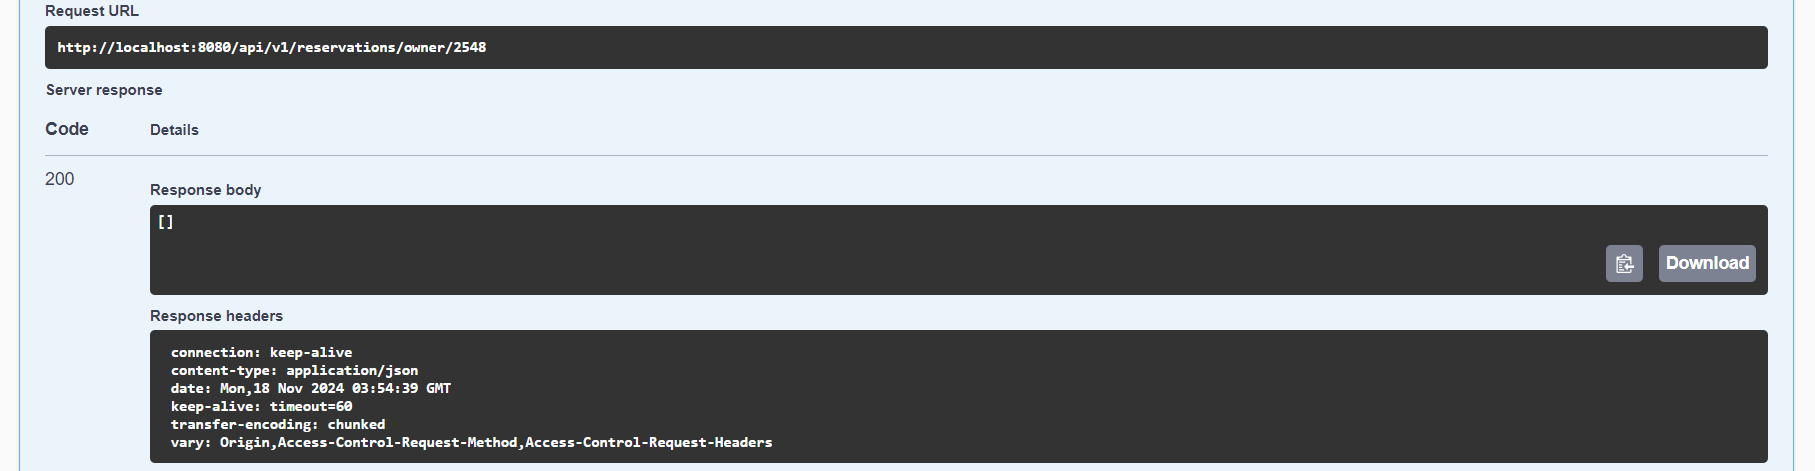 Request URL
http://localhost:8080/api/v1/reservations/owner/2548
Server response
Code Details
200
Response body
[]
Download
Response headers
connection: keep-alive
content-type: application/json
date: Mon,18 Nov 2024 03:54:39 GMT
keep-alive: timeout=60
transfer-encoding: chunked
vary: Origin,Access-Control-Request-Method,Access-Control-Request-Headers